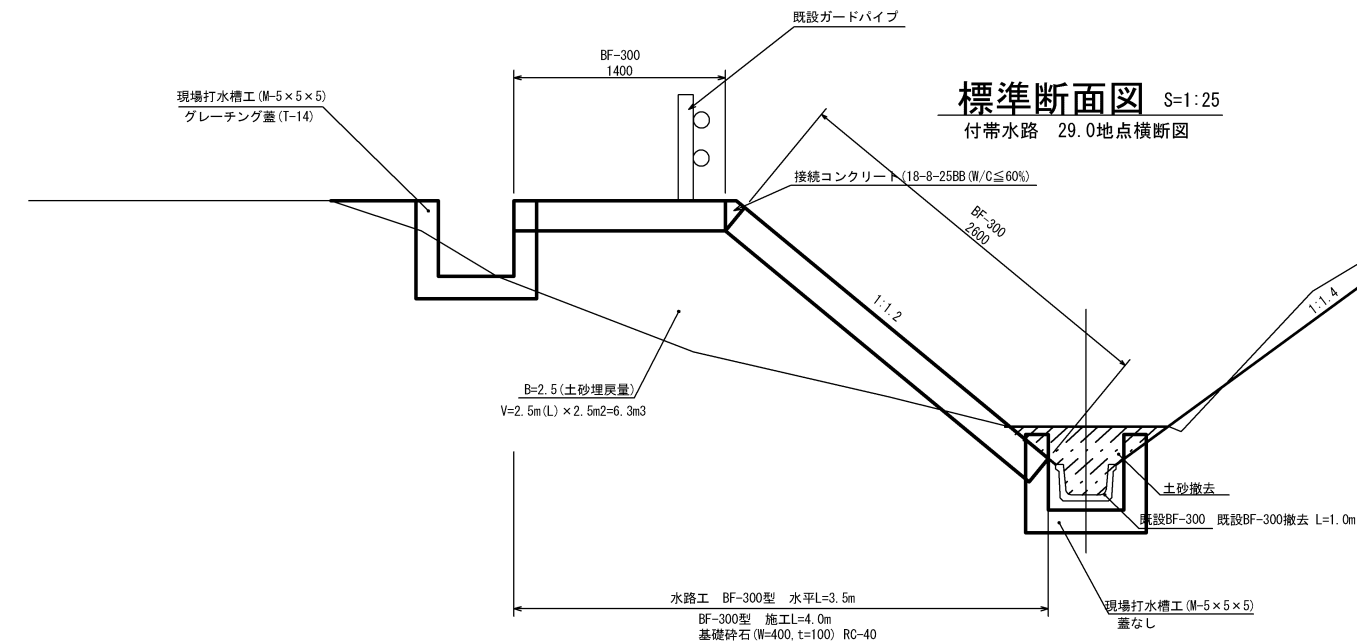 既設ガードパイプ
BF-300
1400
標準断面図 S=1:25
付帯水路 29.0地点横断図
現場打水槽工(M-5×5×5)
グレーチング蓋(T-14)
接続コンクリート(18-8-25BB(W/C≦60%)
BF-300
2600
1:1.2
1:1.4
B=2.5(土砂埋戻量)
V=2.5m(L)×2.5m2=6.3m3
土砂撤去
既設BF-300 既設BF-300撤去 L=1.0m
水路工 BF-300型 水平L=3.5m
BF-300型 施工L=4.0m
基礎砕石(W=400,t=100) RC-40
現場打水槽工(M-5×5×5)
蓋なし